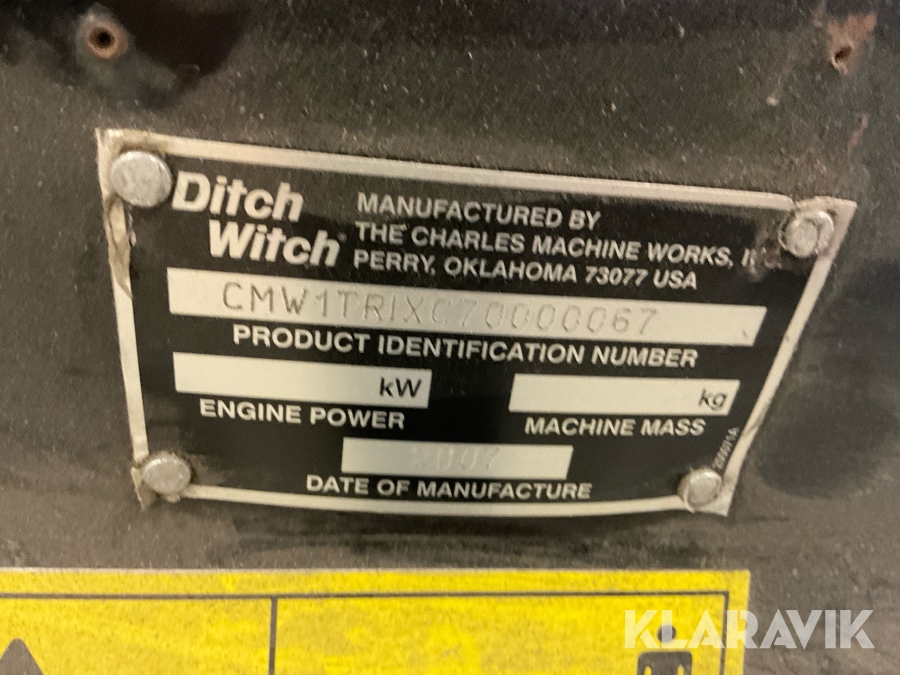 Ditch
Witch®
MANUFACTURED BY
THE CHARLES MACHINE WORKS,
PERRY, OKLAHOMA 73077 USA
CMW1TRIXC70000067
PRODUCT IDENTIFICATION NUMBER
kW
ENGINE POWER
kg
MACHINE MASS
2007
DATE OF MANUFACTURE
KLARAVIK